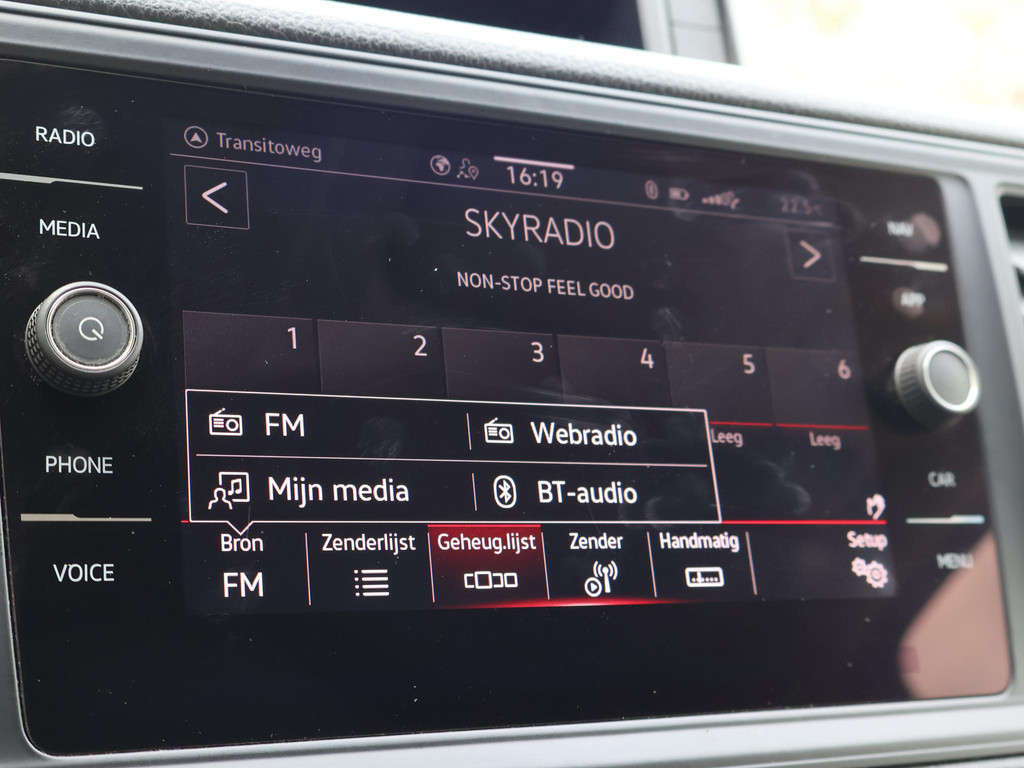 RADIO
MEDIA
PHONE
VOICE
Transitoweg
16:19
22.5°C
SKYRADIO
NON-STOP FEEL GOOD
1 2 3 4 5 6
Leeg Leeg
FM Webradio
Mijn media BT-audio
Bron Zenderlijst Geheug.lijst Zender Handmatig Setup
FM
NAV
APP
CAR
MENU